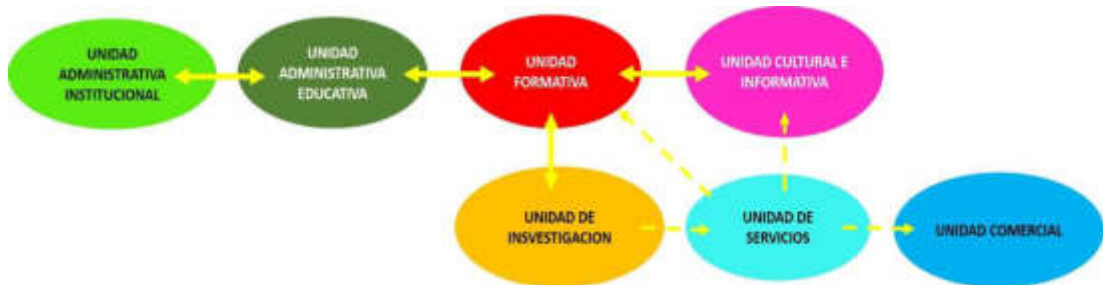 UNIDAD
ADMINISTRATIVA
INSTITUCIONAL
UNIDAD
ADMINISTRATIVA
EDUCATIVA
UNIDAD
FORMATIVA
UNIDAD CULTURAL E
INFORMATIVA
UNIDAD DE
INSVESTIGACION
UNIDAD DE
SERVICIOS
UNIDAD COMERCIAL